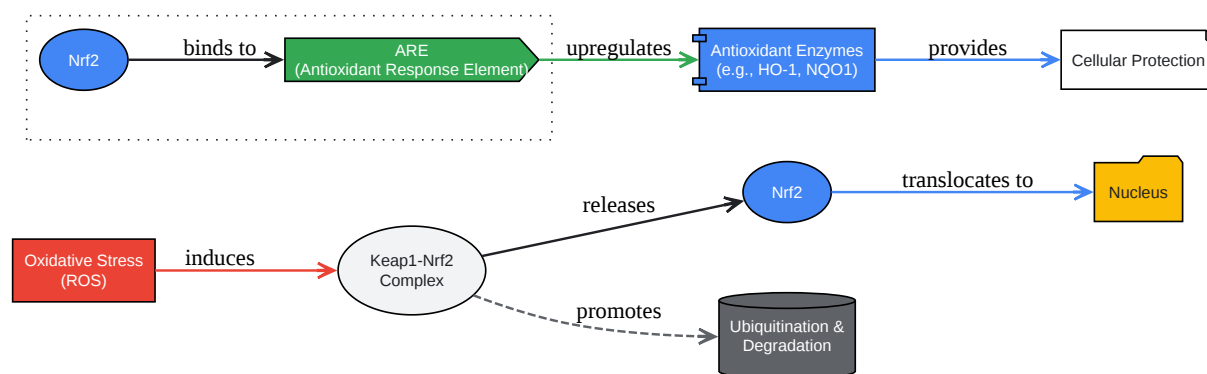 Nrf2
binds to
ARE
(Antioxidant Response Element)
upregulates
Antioxidant Enzymes
(e.g., HO-1, NQO1)
provides
Cellular Protection
Oxidative Stress
(ROS)
induces
Keap1-Nrf2
Complex
releases
Nrf2
translocates to
Nucleus
promotes
Ubiquitination &
Degradation